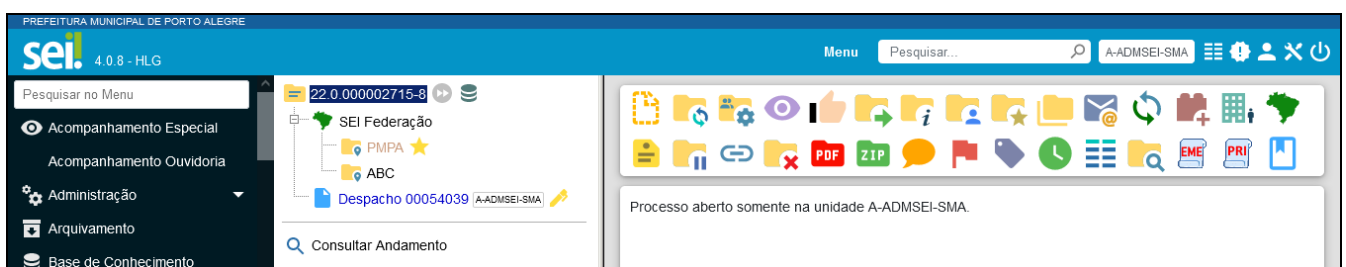 PREFEITURA MUNICIPAL DE PORTO ALEGRE
sei! 4.0.8 - HLG
Menu
Pesquisar...
A-ADMSEI-SMA
Pesquisar no Menu
Acompanhamento Especial
Acompanhamento Ouvidoria
Administração
Arquivamento
Base de Conhecimento
22.0.000002715-8
SEI Federação
PMPA
ABC
Despacho 00054039 A-ADMSEI-SMA
Consultar Andamento
PDF
ZIP
EME
PRI
Processo aberto somente na unidade A-ADMSEI-SMA.